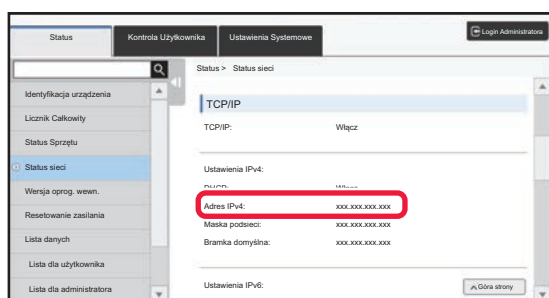 Status
Kontrola Użytkownika
Ustawienia Systemowe
Login Administratora
Status > Status sieci
Identyfikacja urządzenia
Licznik Całkowity
Status Sprzętu
Status sieci
Wersja oprog. wewn.
Resetowanie zasilania
Lista danych
Lista dla użytkownika
Lista dla administratora
TCP/IP
TCP/IP: Włącz
Ustawienia IPv4:
DHCP: Włącz
Adres IPv4: xxx.xxx.xxx.xxx
Maska podsieci: xxx.xxx.xxx.xxx
Bramka domyślna: xxx.xxx.xxx.xxx
Ustawienia IPv6:
Góra strony